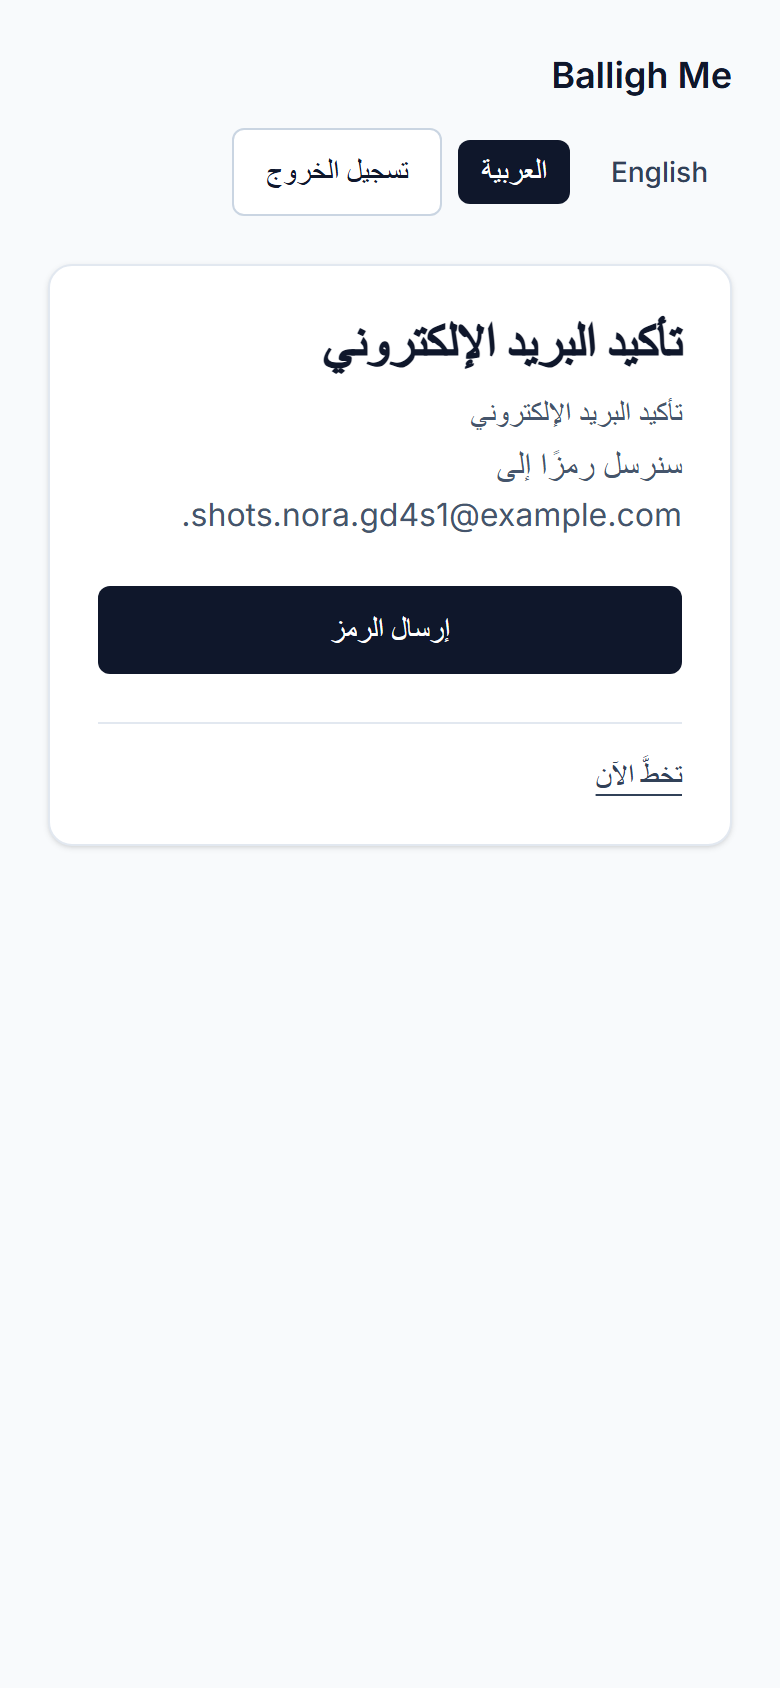 Balligh Me
English
العربية
تسجيل الخروج
تأكيد البريد الإلكتروني
تأكيد البريد الإلكتروني
سنرسل رمزًا إلى
shots.nora.gd4s1@example.com.
إرسال الرمز
تخطَّ الآن